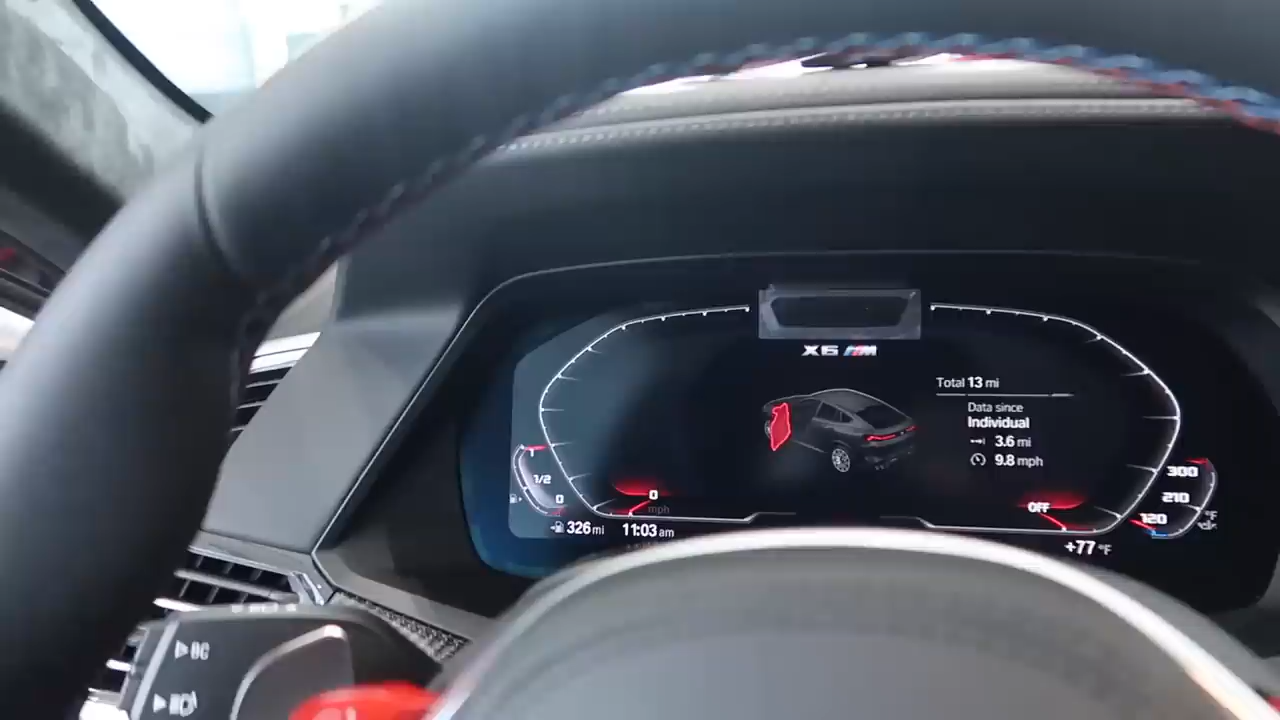 X6 M
Total 13 mi
Data since
Individual
3.6 mi
9.8 mph
1/2
0
0
mph
OFF
300
210
120
°F
326 mi
11:03 am
+77 °F